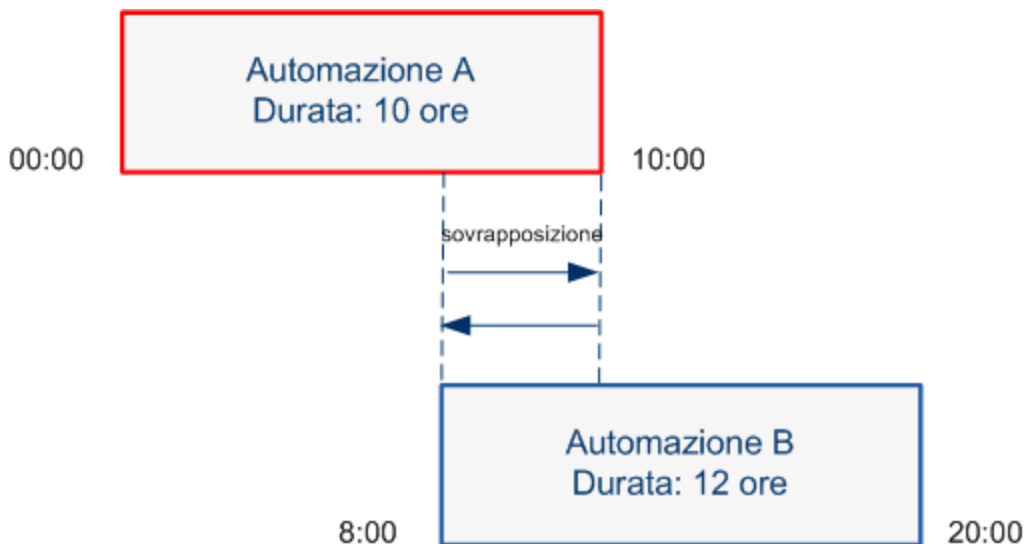 Automazione A
Durata: 10 ore
00:00
10:00
sovrapposizione
Automazione B
Durata: 12 ore
8:00
20:00